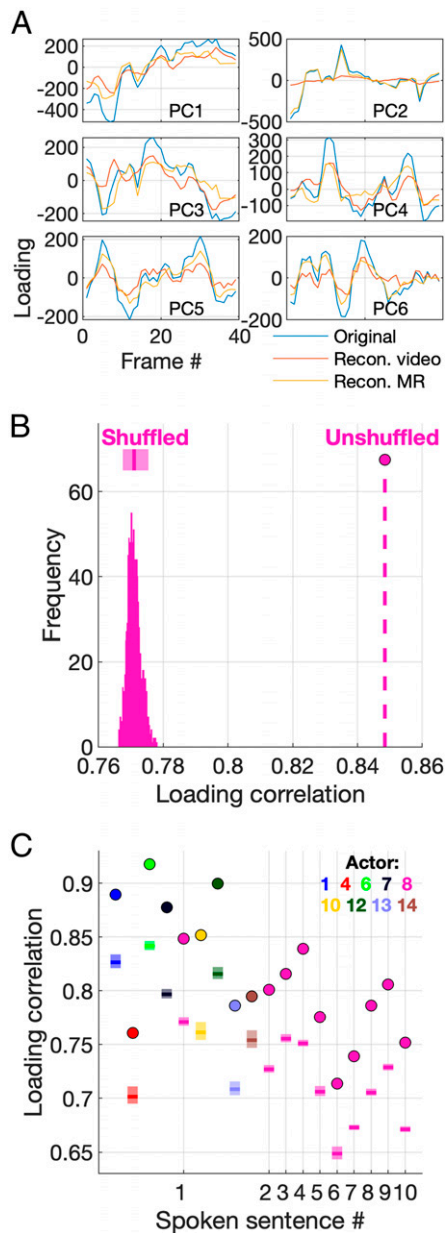 A
200
0
-200
-400
PC1
500
0
-500
PC2
200
0
-200
PC3
300
200
100
0
-100
PC4
200
0
-200
PC5
200
0
-200
PC6
0 20 40
Loading
Frame #
Original
Recon. video
Recon. MR
B
Shuffled Unshuffled
60
40
20
0
Frequency
0.76 0.78 0.8 0.82 0.84 0.86
Loading correlation
C
Actor:
1 4 6 7 8
10 12 13 14
0.9
0.85
0.8
0.75
0.7
0.65
Loading correlation
1 2 3 4 5 6 7 8 9 10
Spoken sentence #